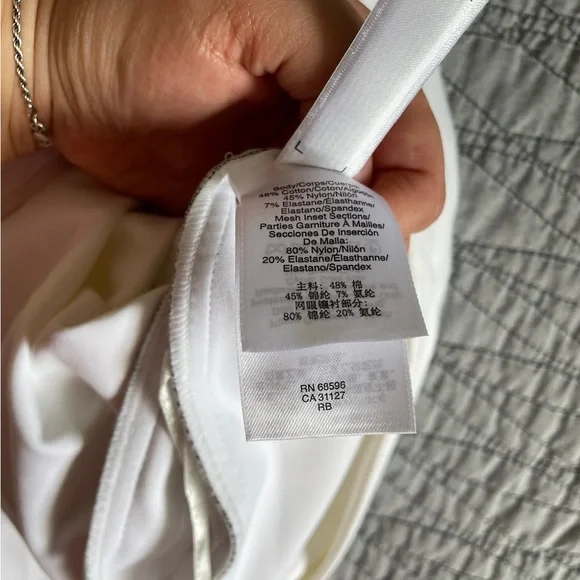 Body/Corps/Cuerpo:
48% Cotton/Coton/Algodón
45% Nylon/Nilón
7% Elastane/Élasthanne/
Elastano/Spandex
Mesh Inset Sections/
Parties Garniture À Mailles/
Secciones De Inserción
De Malla:
80% Nylon/Nilón
20% Elastane/Élasthanne/
Elastano/Spandex
主料: 48% 棉
45% 锦纶 7% 氨纶
网眼镶衬部分:
80% 锦纶 20% 氨纶
RN 68596
CA 31127
RB